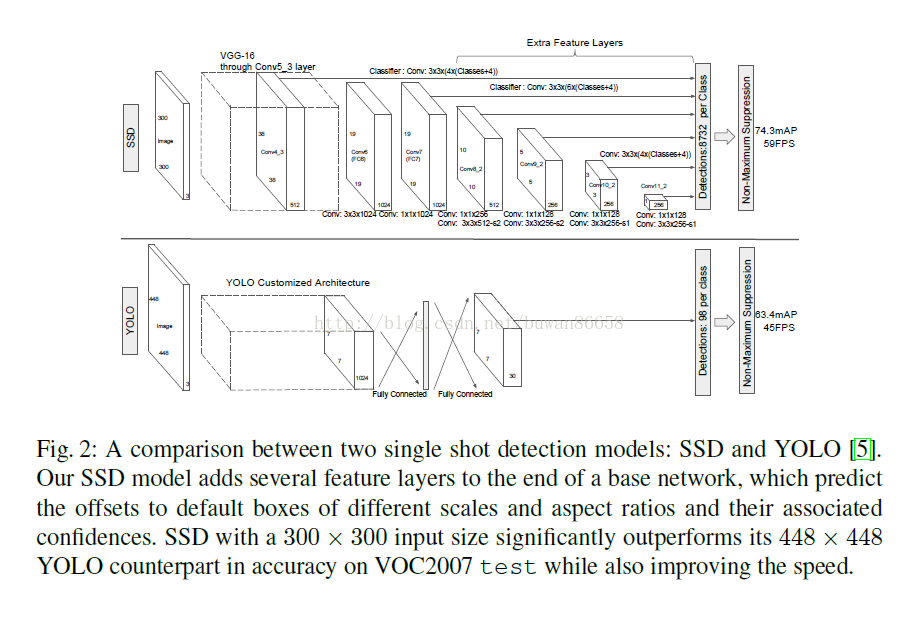 Extra Feature Layers
VGG-16
through Conv5_3 layer
Classifier : Conv: 3x3x(4x(Classes+4))
Classifier : Conv: 3x3x(6x(Classes+4))
Conv: 3x3x(4x(Classes+4))
SSD
300
Image
300
3
38
Conv4_3
38
512
19
Conv6
(FC6)
19
1024
19
Conv7
(FC7)
19
1024
10
Conv8_2
10
512
5
Conv9_2
5
256
3
Conv10_2
3
256
Conv11_2
256
Conv: 3x3x1024
Conv: 1x1x1024
Conv: 1x1x256
Conv: 3x3x512-s2
Conv: 1x1x128
Conv: 3x3x256-s2
Conv: 1x1x128
Conv: 3x3x256-s1
Conv: 1x1x128
Conv: 3x3x256-s1
Detections:8732 per Class
Non-Maximum Suppression
74.3mAP
59FPS
YOLO
448
Image
448
3
YOLO Customized Architecture
7
7
1024
Fully Connected
Fully Connected
7
7
30
Detections: 98 per class
Non-Maximum Suppression
63.4mAP
45FPS
http://blog.csdn.net/buwan86658
Fig. 2: A comparison between two single shot detection models: SSD and YOLO [5].
Our SSD model adds several feature layers to the end of a base network, which predict
the offsets to default boxes of different scales and aspect ratios and their associated
confidences. SSD with a 300 × 300 input size significantly outperforms its 448 × 448
YOLO counterpart in accuracy on VOC2007 test while also improving the speed.